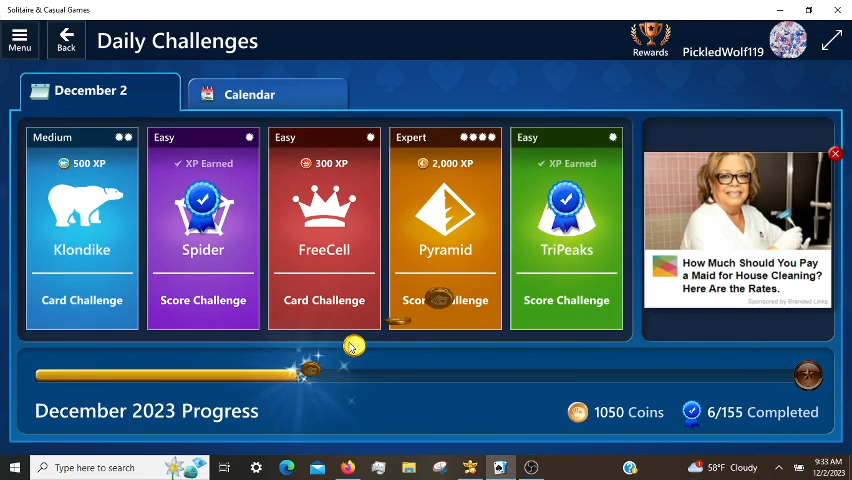 Solitaire & Casual Games
Menu
Back
Daily Challenges
Rewards
PickledWolf119
December 2
Calendar
Medium
500 XP
Klondike
Card Challenge
Easy
XP Earned
Spider
Score Challenge
Easy
300 XP
FreeCell
Card Challenge
Expert
2,000 XP
Pyramid
Score Challenge
Easy
XP Earned
TriPeaks
Score Challenge
How Much Should You Pay
a Maid for House Cleaning?
Here Are the Rates.
Sponsored by Branded Links
December 2023 Progress
1050 Coins
6/155 Completed
Type here to search
58°F Cloudy
9:33 AM
12/2/2023